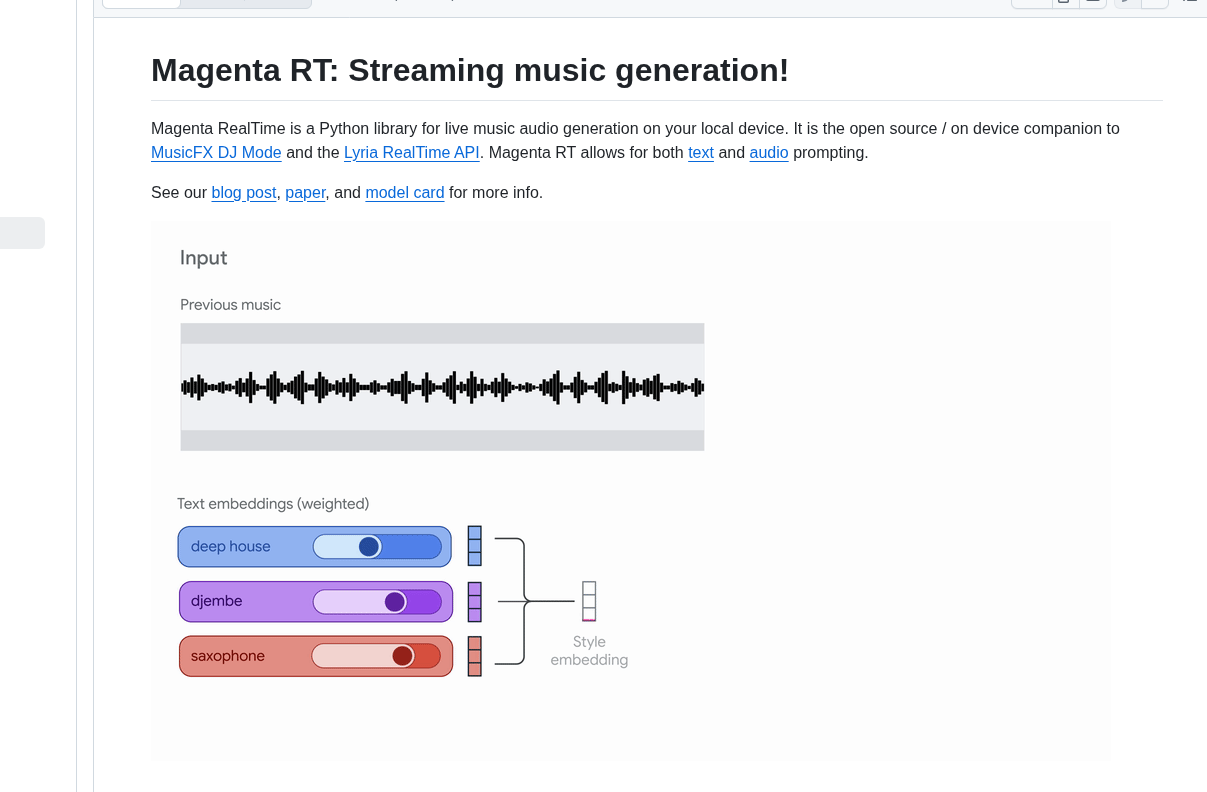 Magenta RT: Streaming music generation!
Magenta RealTime is a Python library for live music audio generation on your local device. It is the open source / on device companion to
MusicFX DJ Mode and the Lyria RealTime API. Magenta RT allows for both text and audio prompting.
See our blog post, paper, and model card for more info.
Input
Previous music
Text embeddings (weighted)
deep house
djembe
saxophone
Style
embedding